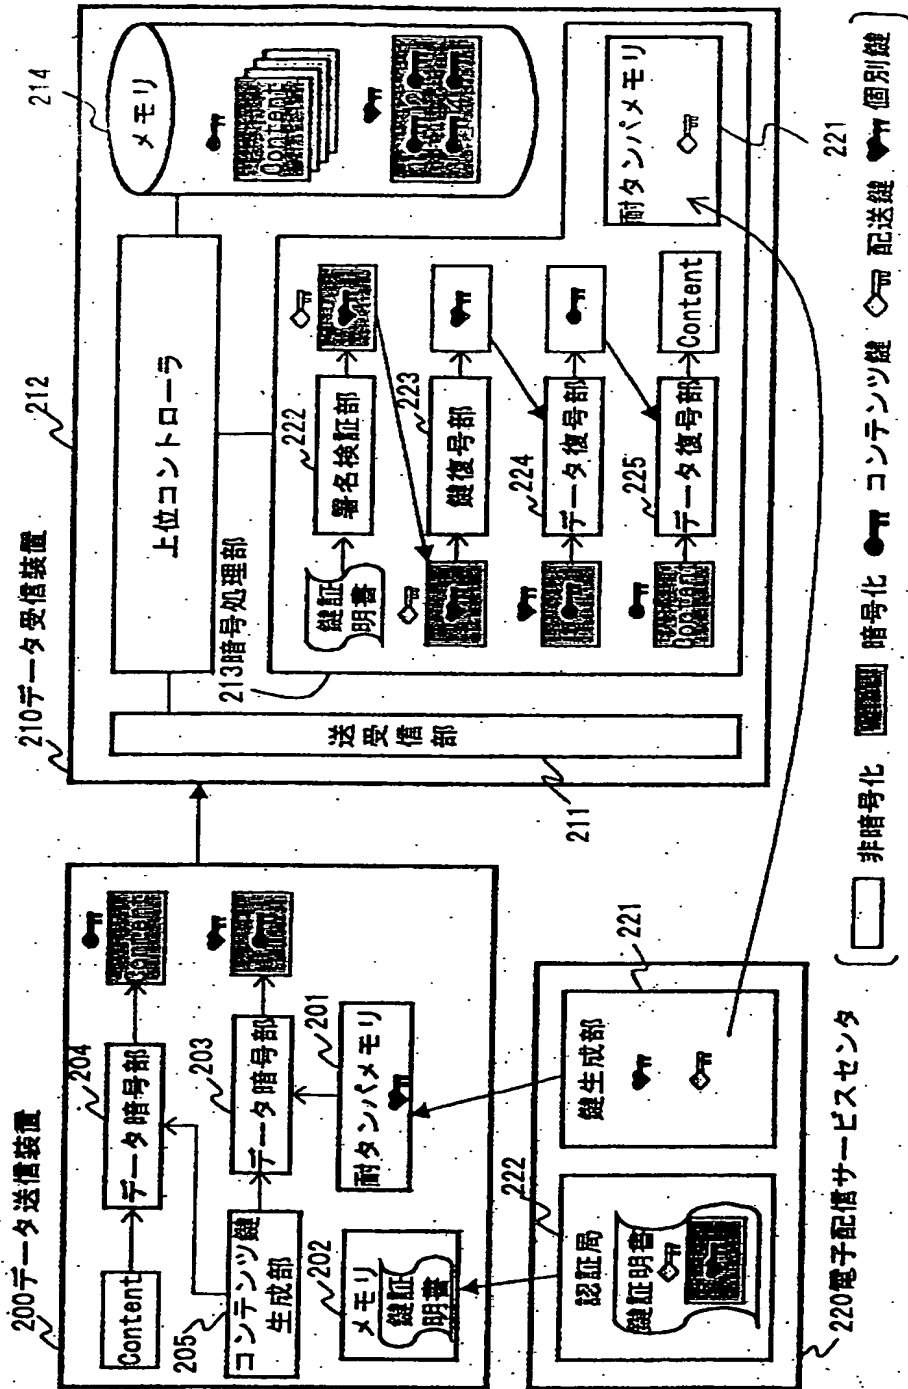 200データ送信装置
Content
204
データ暗号部
Content
205
コンテンツ鍵
生成部
203
データ暗号部
202
メモリ
鍵証
明書
201
耐タンパメモリ
220電子配信サービスセンタ
222
認証局
鍵証明書
221
鍵生成部
210データ受信装置
212
上位コントローラ
211
送受信部
214
メモリ
Content
213暗号処理部
鍵証
明書
222
署名検証部
223
鍵復号部
224
データ復号部
Content
225
データ復号部
Content
耐タンパメモリ
221
非暗号化
暗号化
コンテンツ鍵
配送鍵
個別鍵